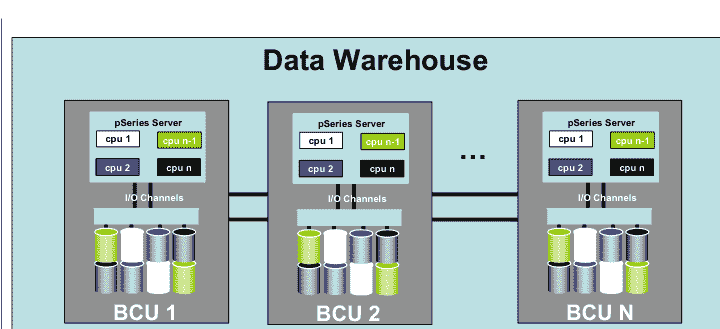 Data Warehouse
pSeries Server
cpu 1
cpu n-1
cpu 2
cpu n
I/O Channels
BCU 1
pSeries Server
cpu 1
cpu n-1
cpu 2
cpu n
I/O Channels
BCU 2
...
pSeries Server
cpu 1
cpu n-1
cpu 2
cpu n
I/O Channels
BCU N